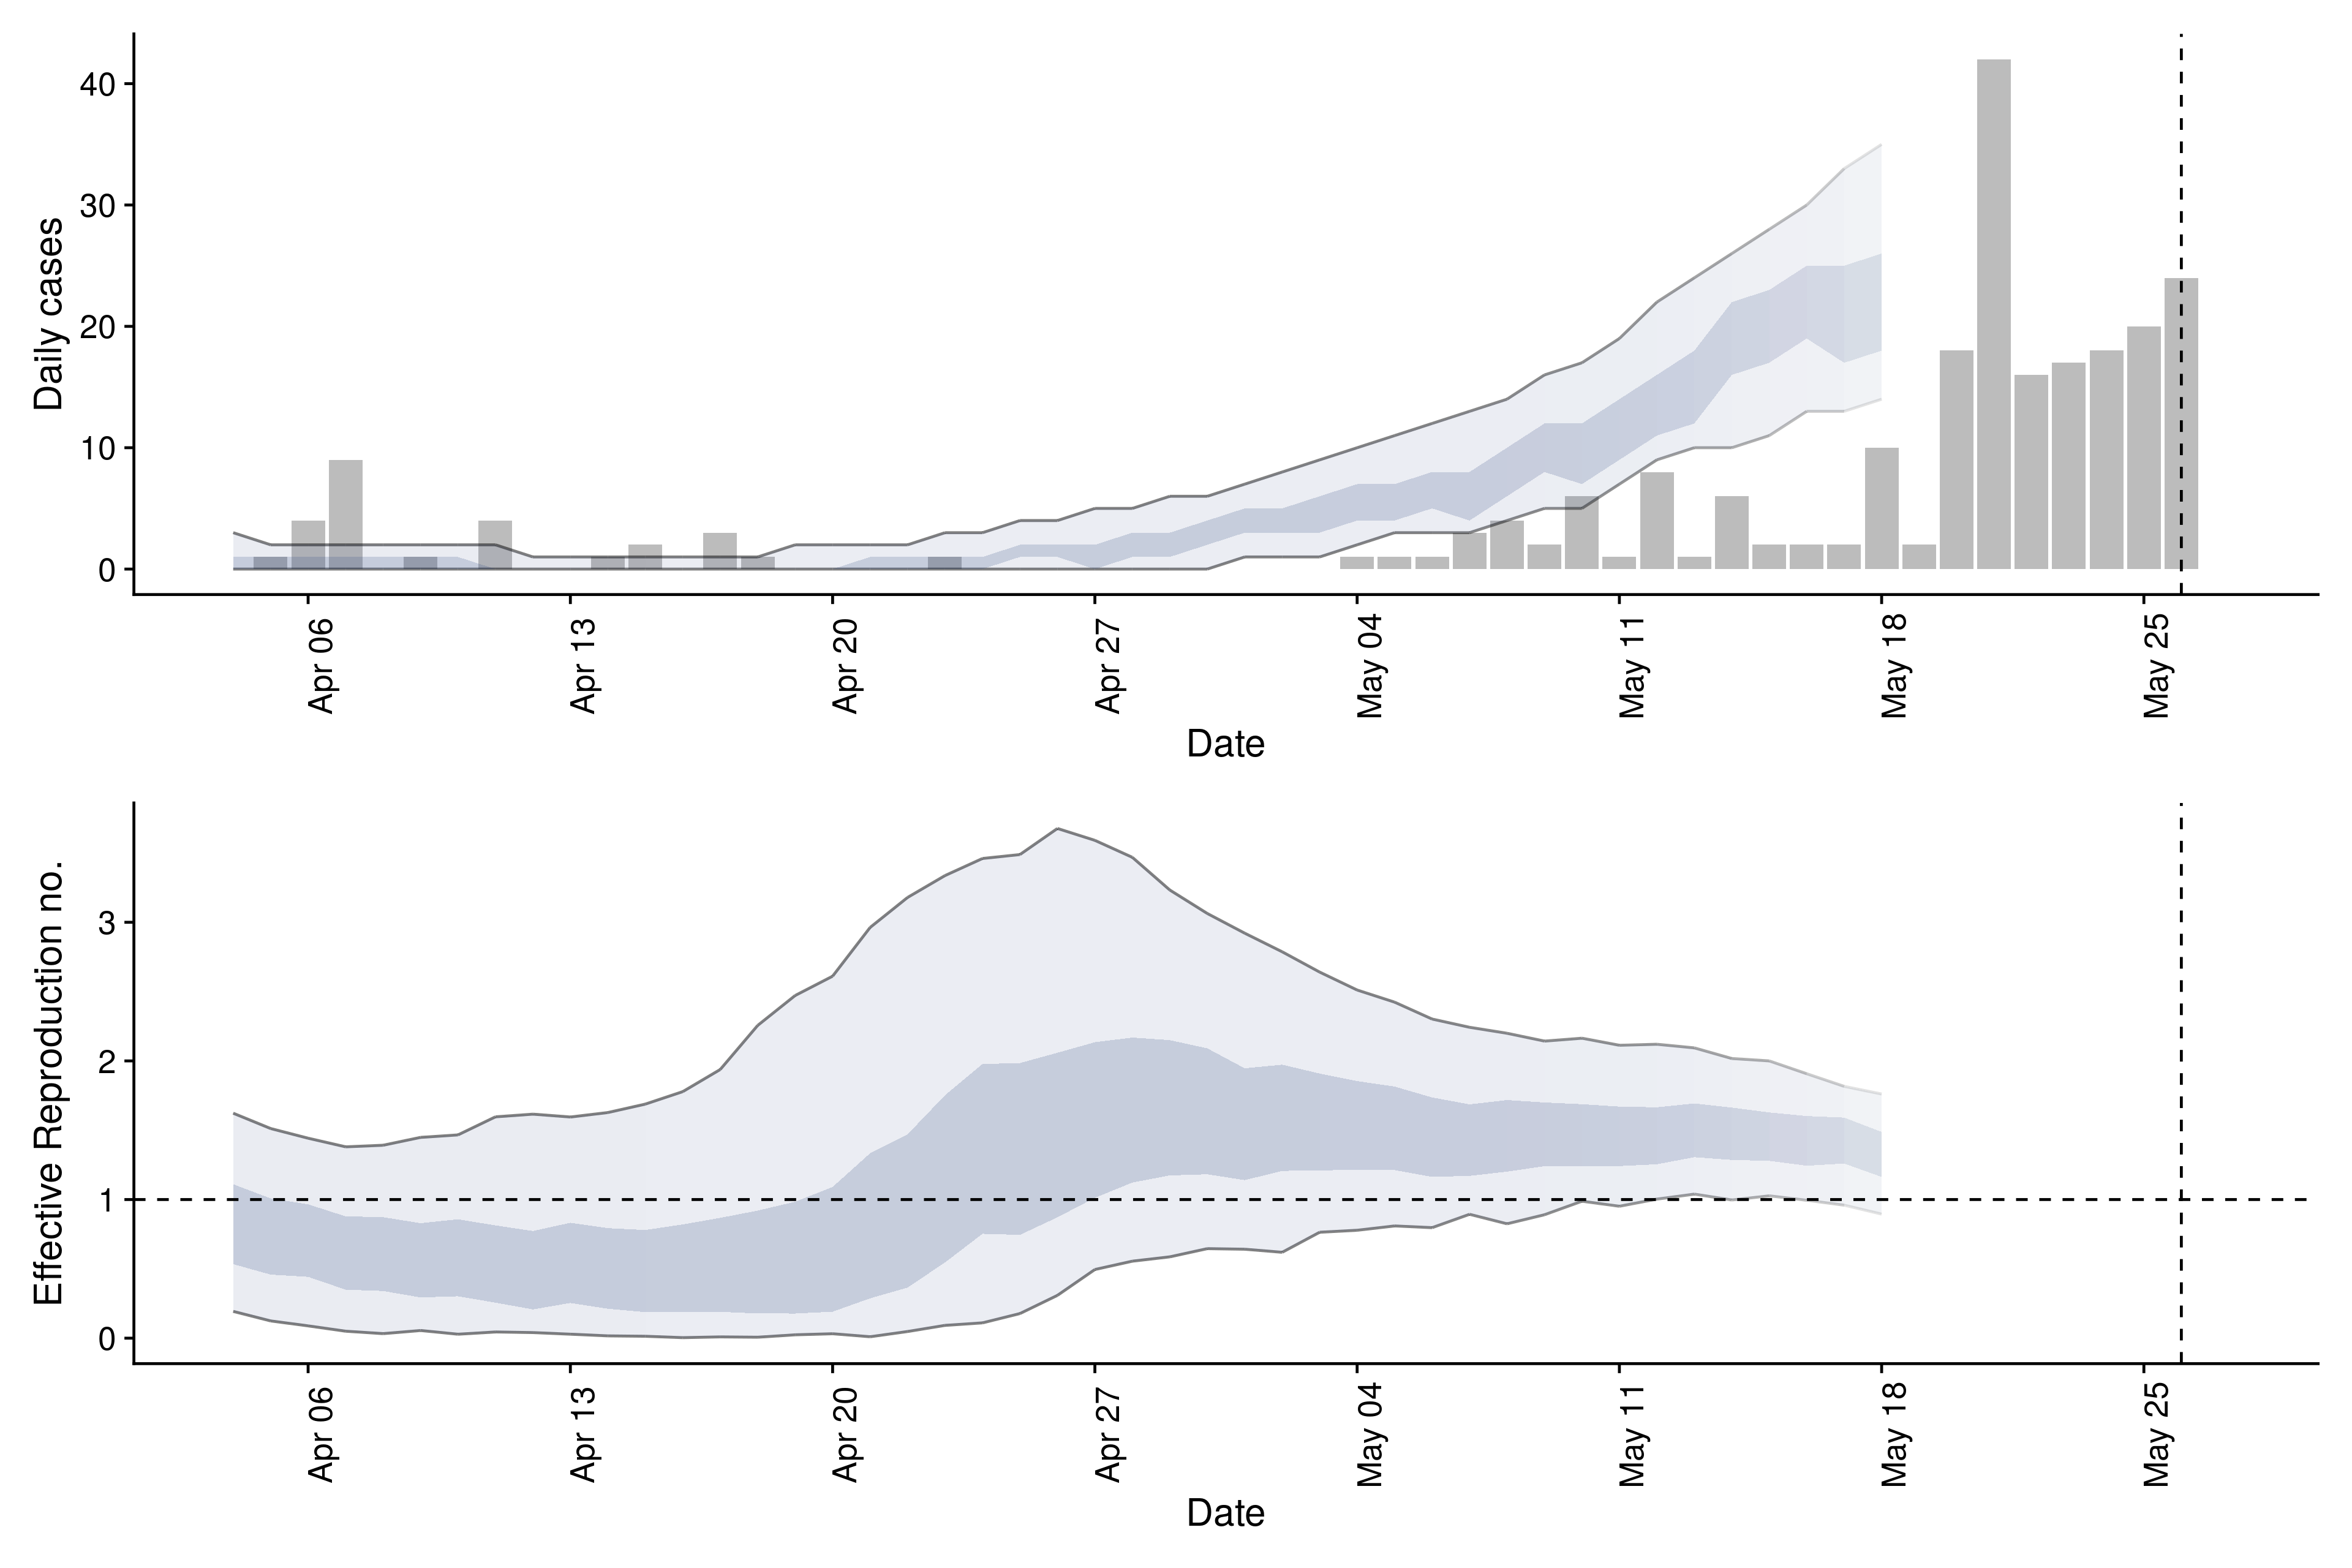 Daily cases
40
30
20
10
0
Apr 06
Apr 13
Apr 20
Apr 27
May 04
May 11
May 18
May 25
Date
Effective Reproduction no.
3
2
1
0
Apr 06
Apr 13
Apr 20
Apr 27
May 04
May 11
May 18
May 25
Date